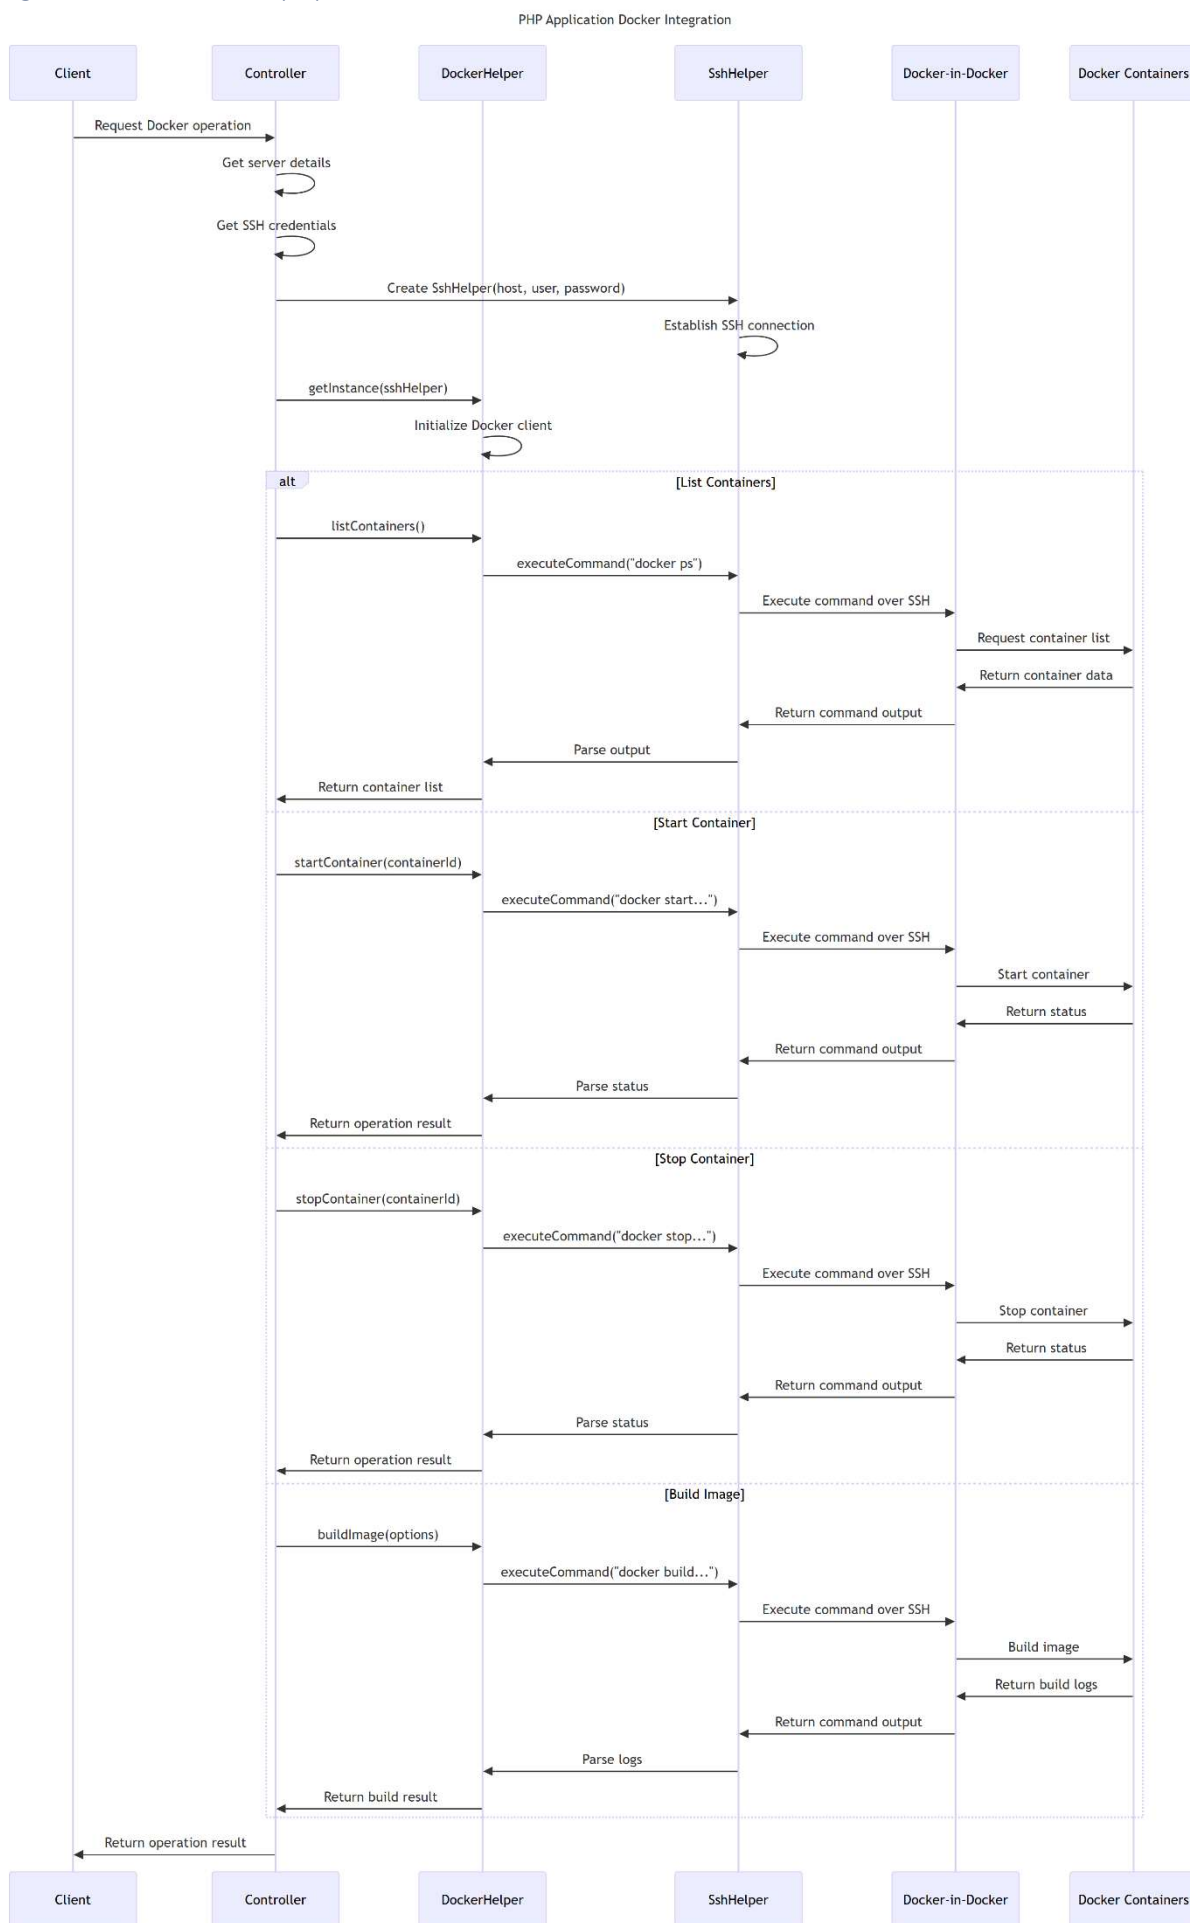 PHP Application Docker Integration
Client Controller DockerHelper SshHelper Docker-in-Docker Docker Containers
Request Docker operation
Get server details
Get SSH credentials
Create SshHelper(host, user, password)
Establish SSH connection
getInstance(sshHelper)
Initialize Docker client
alt [List Containers]
listContainers()
executeCommand("docker ps")
Execute command over SSH
Request container list
Return container data
Return command output
Parse output
Return container list
[Start Container]
startContainer(containerId)
executeCommand("docker start...")
Execute command over SSH
Start container
Return status
Return command output
Parse status
Return operation result
[Stop Container]
stopContainer(containerId)
executeCommand("docker stop...")
Execute command over SSH
Stop container
Return status
Return command output
Parse status
Return operation result
[Build Image]
buildImage(options)
executeCommand("docker build...")
Execute command over SSH
Build image
Return build logs
Return command output
Parse logs
Return build result
Return operation result
Client Controller DockerHelper SshHelper Docker-in-Docker Docker Containers